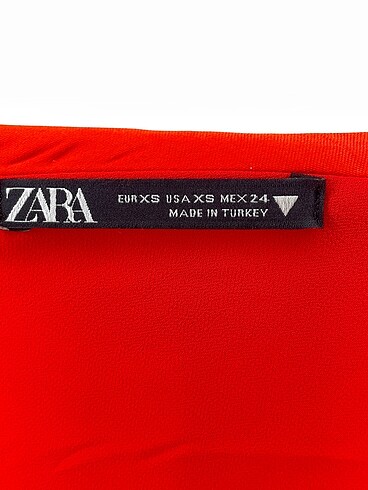 ZARA
EUR XS USA XS MEX 24
MADE IN TURKEY